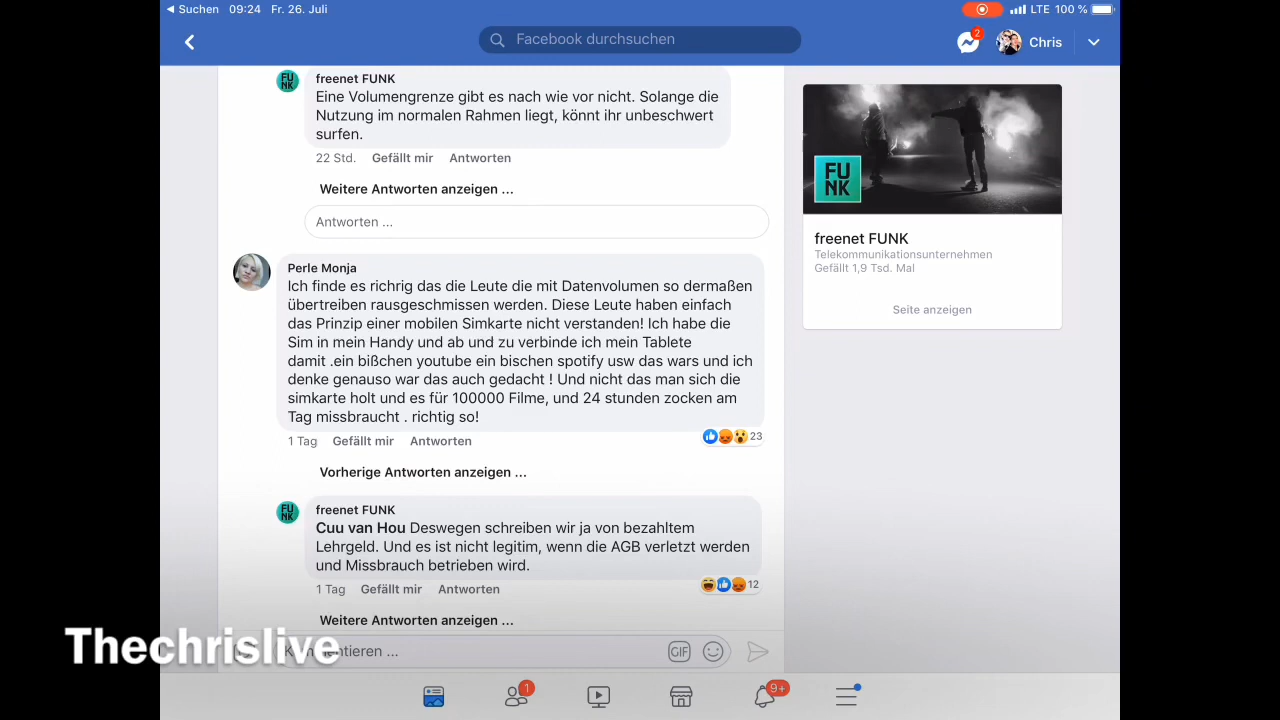 Suchen 09:24 Fr. 26. Juli
LTE 100 %
Facebook durchsuchen
2
Chris
freenet FUNK
Eine Volumengrenze gibt es nach wie vor nicht. Solange die
Nutzung im normalen Rahmen liegt, könnt ihr unbeschwert
surfen.
22 Std. Gefällt mir Antworten
Weitere Antworten anzeigen ...
Antworten ...
Perle Monja
Ich finde es richrig das die Leute die mit Datenvolumen so dermaßen
übertreiben rausgeschmissen werden. Diese Leute haben einfach
das Prinzip einer mobilen Simkarte nicht verstanden! Ich habe die
Sim in mein Handy und ab und zu verbinde ich mein Tablete
damit .ein bißchen youtube ein bischen spotify usw das wars und ich
denke genauso war das auch gedacht ! Und nicht das man sich die
simkarte holt und es für 100000 Filme, und 24 stunden zocken am
Tag missbraucht . richtig so!
1 Tag Gefällt mir Antworten
23
Vorherige Antworten anzeigen ...
freenet FUNK
Cuu van Hou Deswegen schreiben wir ja von bezahltem
Lehrgeld. Und es ist nicht legitim, wenn die AGB verletzt werden
und Missbrauch betrieben wird.
1 Tag Gefällt mir Antworten
12
Weitere Antworten anzeigen ...
GIF
Thechrislive
1
9+
FU
NK
freenet FUNK
Telekommunikationsunternehmen
Gefällt 1,9 Tsd. Mal
Seite anzeigen